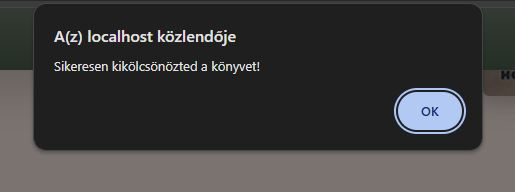 A(z) localhost közlendője
Sikeresen kikölcsönözted a könyvet!
OK